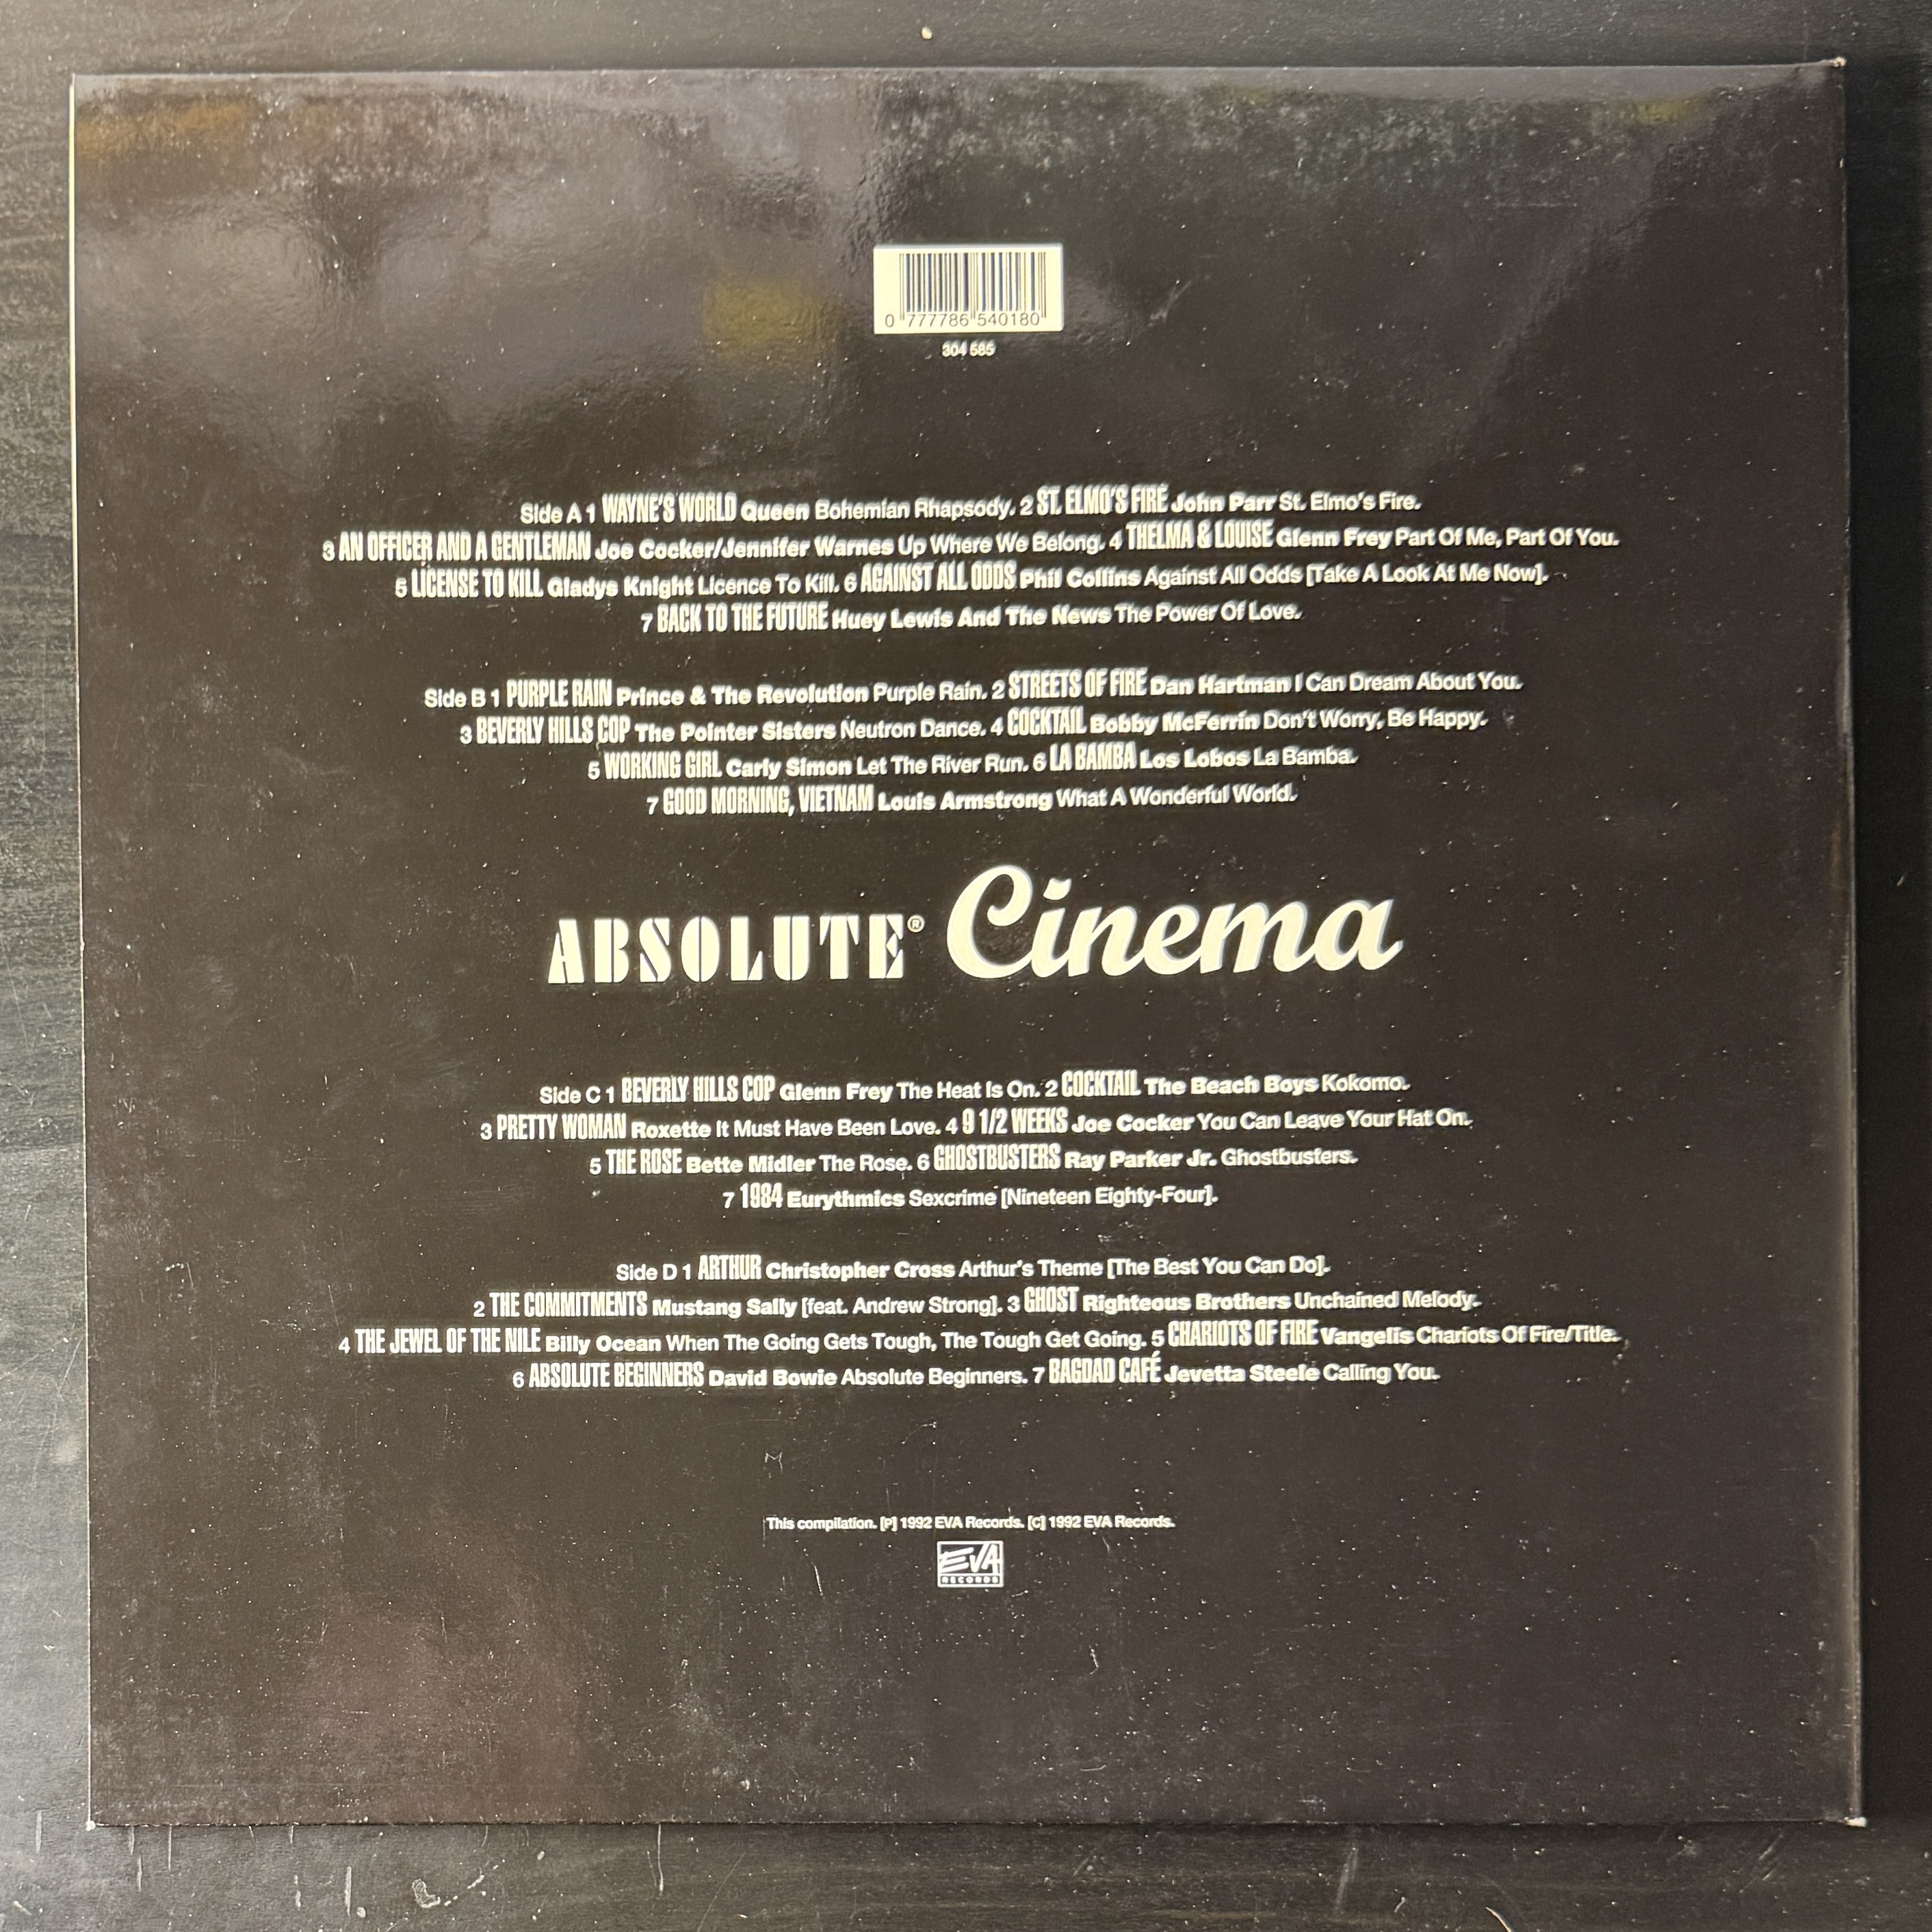 0 777786 540180
304 585
Side A 1 WAYNE'S WORLD Queen Bohemian Rhapsody. 2 ST. ELMO'S FIRE John Parr St. Elmo's Fire.
3 AN OFFICER AND A GENTLEMAN Joe Cocker/Jennifer Warnes Up Where We Belong. 4 THELMA & LOUISE Glenn Frey Part Of Me, Part Of You.
5 LICENSE TO KILL Gladys Knight Licence To Kill. 6 AGAINST ALL ODDS Phil Collins Against All Odds [Take A Look At Me Now].
7 BACK TO THE FUTURE Huey Lewis And The News The Power Of Love.
Side B 1 PURPLE RAIN Prince & The Revolution Purple Rain. 2 STREETS OF FIRE Dan Hartman I Can Dream About You.
3 BEVERLY HILLS COP The Pointer Sisters Neutron Dance. 4 COCKTAIL Bobby McFerrin Don't Worry, Be Happy.
5 WORKING GIRL Carly Simon Let The River Run. 6 LA BAMBA Los Lobos La Bamba.
7 GOOD MORNING, VIETNAM Louis Armstrong What A Wonderful World.
ABSOLUTE® Cinema
Side C 1 BEVERLY HILLS COP Glenn Frey The Heat Is On. 2 COCKTAIL The Beach Boys Kokomo.
3 PRETTY WOMAN Roxette It Must Have Been Love. 4 9 1/2 WEEKS Joe Cocker You Can Leave Your Hat On.
5 THE ROSE Bette Midler The Rose. 6 GHOSTBUSTERS Ray Parker Jr. Ghostbusters.
7 1984 Eurythmics Sexcrime [Nineteen Eighty-Four].
Side D 1 ARTHUR Christopher Cross Arthur's Theme [The Best You Can Do].
2 THE COMMITMENTS Mustang Sally [feat. Andrew Strong]. 3 GHOST Righteous Brothers Unchained Melody.
4 THE JEWEL OF THE NILE Billy Ocean When The Going Gets Tough, The Tough Get Going. 5 CHARIOTS OF FIRE Vangelis Chariots Of Fire/Title.
6 ABSOLUTE BEGINNERS David Bowie Absolute Beginners. 7 BAGDAD CAFÉ Jevetta Steele Calling You.
This compilation. [P] 1992 EVA Records. [C] 1992 EVA Records.
EVA
RECORDS